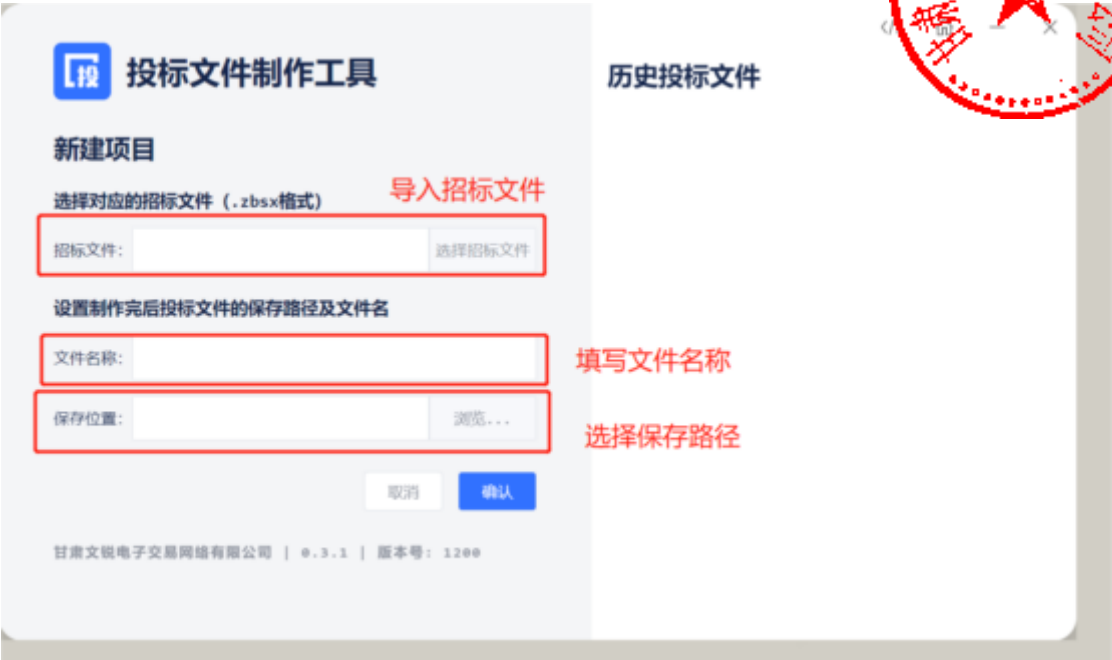 投
投标文件制作工具
历史投标文件
新建项目
选择对应的招标文件（.zbsx格式）
导入招标文件
招标文件:
选择招标文件
设置制作完后投标文件的保存路径及文件名
文件名称:
填写文件名称
保存位置:
浏览...
选择保存路径
取消
确认
甘肃文锐电子交易网络有限公司 | 0.3.1 | 版本号: 1200
甘肃